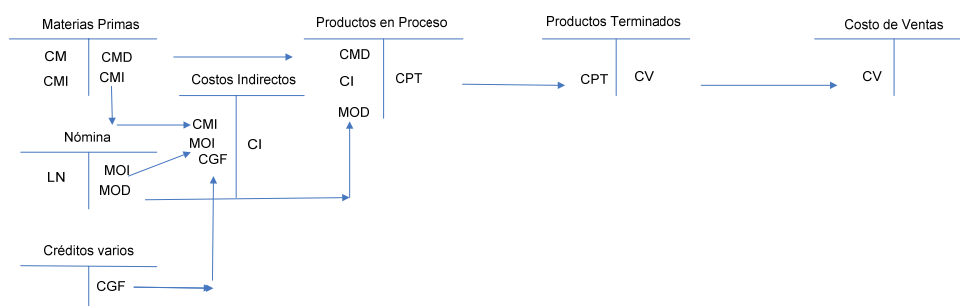 Materias Primas
CM
CMI
CMD
CMI
Costos Indirectos
CMI
MOI
CGF
CI
Nómina
LN
MOI
MOD
Créditos varios
CGF
Productos en Proceso
CMD
CI
MOD
CPT
Productos Terminados
CPT
CV
Costo de Ventas
CV